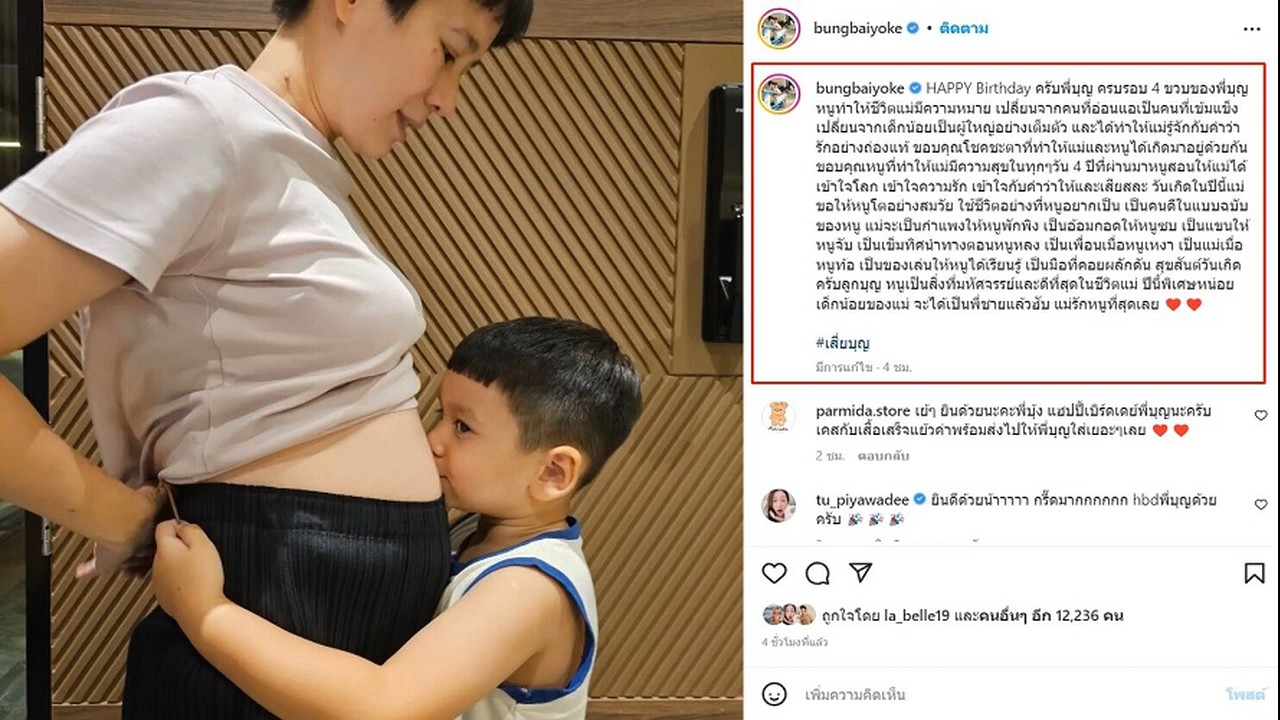 bungbaiyoke • ติดตาม
bungbaiyoke HAPPY Birthday ครับพี่บุญ ครบรอบ 4 ขวบของพี่บุญ
หนูทำให้ชีวิตแม่มีความหมาย เปลี่ยนจากคนที่อ่อนแอเป็นคนที่เข้มแข็ง
เปลี่ยนจากเด็กน้อยเป็นผู้ใหญ่อย่างเต็มตัว และได้ทำให้แม่รู้จักกับคำว่า
รักอย่างถ่องแท้ ขอบคุณโชคชะตาที่ทำให้แม่และหนูได้เกิดมาอยู่ด้วยกัน
ขอบคุณหนูที่ทำให้แม่มีความสุขในทุกๆวัน 4 ปีที่ผ่านมาหนูสอนให้แม่ได้
เข้าใจโลก เข้าใจความรัก เข้าใจกับคำว่าให้และเสียสละ วันเกิดในปีนี้แม่
ขอให้หนูโตอย่างสมวัย ใช้ชีวิตอย่างที่หนูอยากเป็น เป็นคนดีในแบบฉบับ
ของหนู แม่จะเป็นกำแพงให้หนูพักพิง เป็นอ้อมกอดให้หนูซบ เป็นแขนให้
หนูจับ เป็นเข็มทิศนำทางตอนหนูหลง เป็นเพื่อนเมื่อหนูเหงา เป็นแม่เมื่อ
หนูท้อ เป็นของเล่นให้หนูได้เรียนรู้ เป็นมือที่คอยผลักดัน สุขสันต์วันเกิด
ครับลูกบุญ หนูเป็นสิ่งที่มหัศจรรย์และดีที่สุดในชีวิตแม่ ปีนี้พิเศษหน่อย
เด็กน้อยของแม่ จะได้เป็นพี่ชายแล้วฮับ แม่รักหนูที่สุดเลย ❤️ ❤️
#เสี่ยบุญ
มีการแก้ไข · 4 ชม.
parmida.store เย้ๆ ยินด้วยนะคะพี่บุ้ง แฮปปี้เบิร์ดเดย์พี่บุญนะครับ
เคสกับเสื้อเสร็จแย้วค่าพร้อมส่งไปให้พี่บุญใส่เยอะๆเลย ❤️ ❤️
2 ชม. ตอบกลับ
tu_piyawadee ยินดีด้วยน้าาาาา กรี๊ดมากกกกกก hbdพี่บุญด้วย
ครับ 🎉 🎉 🎉
ถูกใจโดย la_belle19 และคนอื่นๆ อีก 12,236 คน
4 ชั่วโมงที่แล้ว
เพิ่มความคิดเห็น
โพสต์